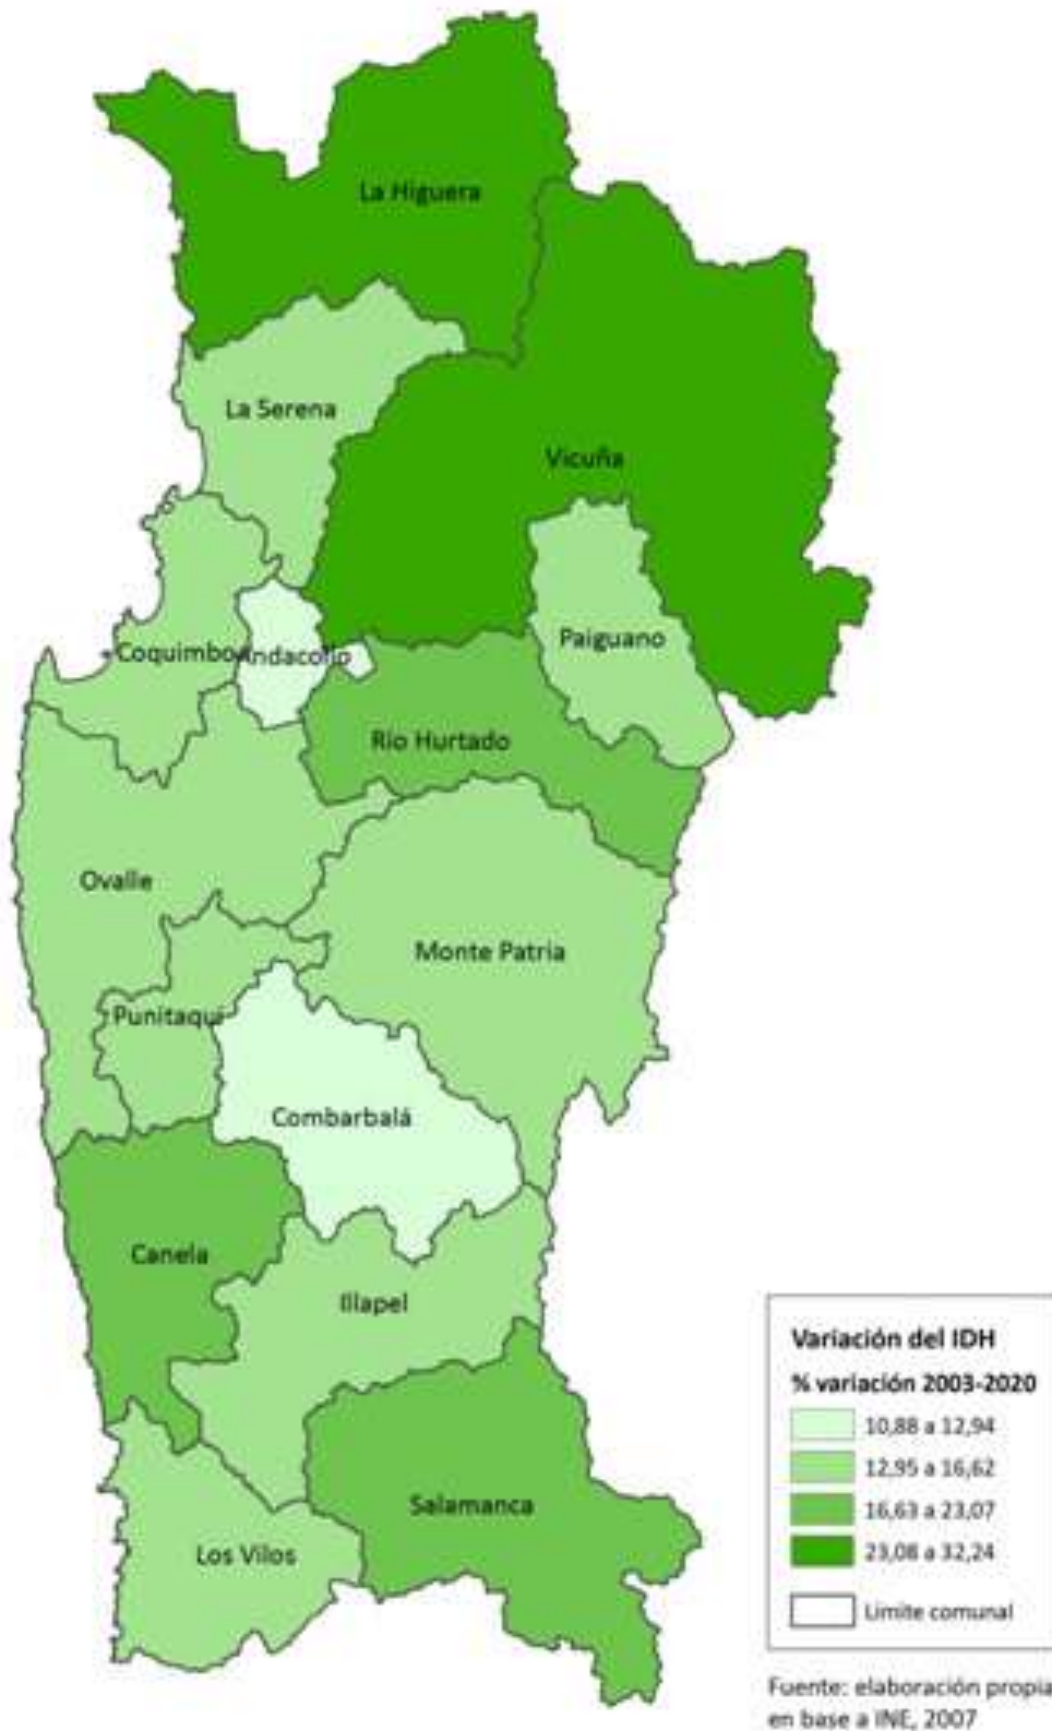 La Higuera
La Serena
Vicuña
Coquimbo
Andacollo
Paiguano
Río Hurtado
Ovalle
Monte Patria
Punitaqui
Combarbalá
Canela
Illapel
Salamanca
Los Vilos
Variación del IDH
% variación 2003-2020
10,88 a 12,94
12,95 a 16,62
16,63 a 23,07
23,08 a 32,24
Limite comunal
Fuente: elaboración propia
en base a INE, 2007